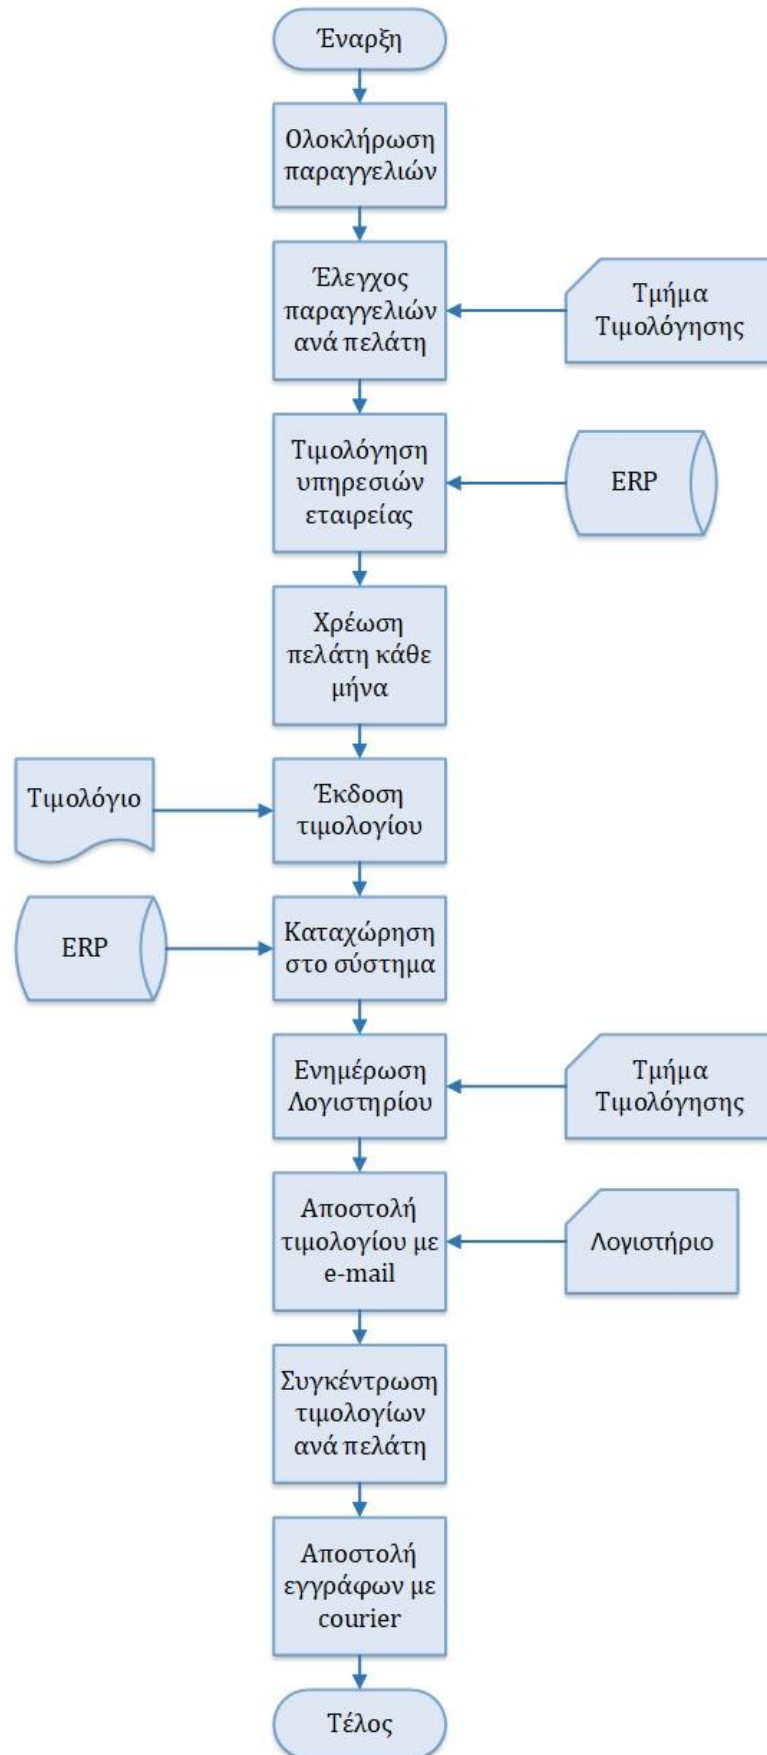 Έναρξη
Ολοκλήρωση
παραγγελιών
Έλεγχος
παραγγελιών
ανά πελάτη
Τμήμα
Τιμολόγησης
Τιμολόγηση
υπηρεσιών
εταιρείας
ERP
Χρέωση
πελάτη κάθε
μήνα
Τιμολόγιο
Έκδοση
τιμολογίου
ERP
Καταχώρηση
στο σύστημα
Ενημέρωση
Λογιστηρίου
Τμήμα
Τιμολόγησης
Αποστολή
τιμολογίου με
e-mail
Λογιστήριο
Συγκέντρωση
τιμολογίων
ανά πελάτη
Αποστολή
εγγράφων με
courier
Τέλος